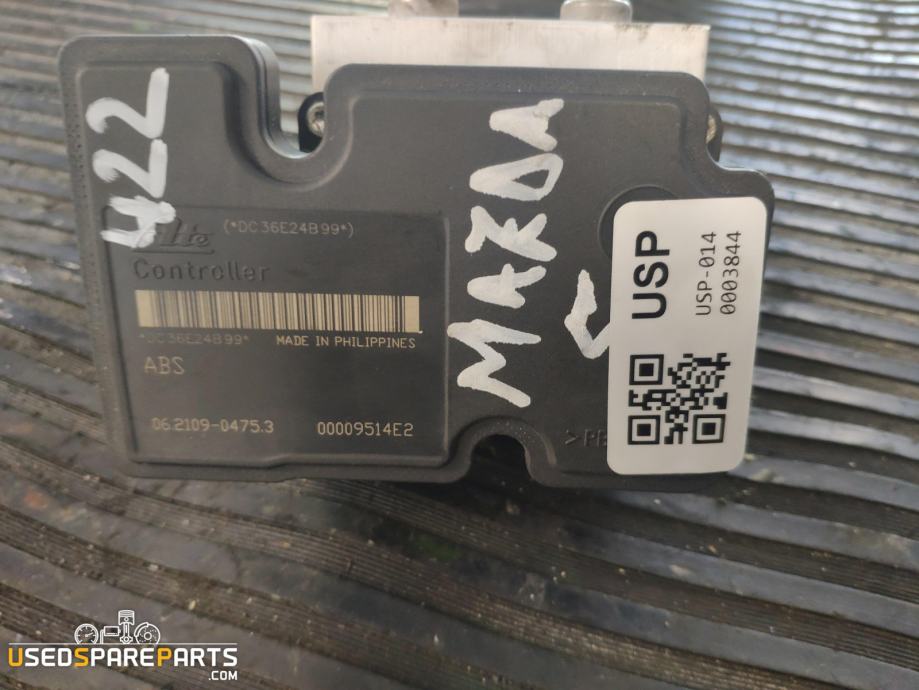 422
Ate (*DC36E24B99*)
Controller
*DC36E24B99* MADE IN PHILIPPINES
ABS
06.2109-0475.3 00009514E2
MAZDA
USP
USP-014
0003844
USEDSPAREPARTS
.COM